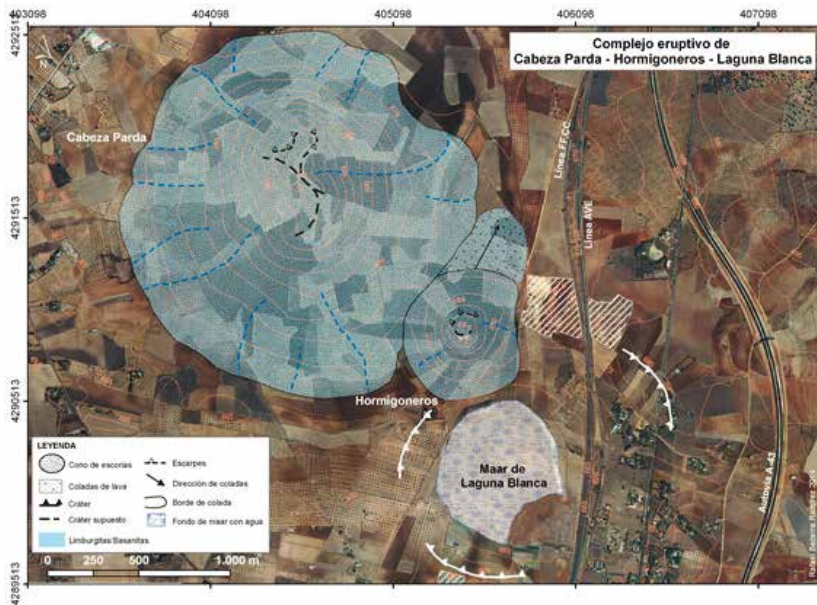 403098 404098 405098 406098 407098
4292513
4291513
4290513
4289513
Complejo eruptivo de
Cabeza Parda - Hormigoneros - Laguna Blanca
N
Cabeza Parda
Línea FFCC
Línea AVE
Hormigoneros
Maar de
Laguna Blanca
Autovía A-43
LEYENDA
Cono de escorias
Coladas de lava
Cráter
Cráter supuesto
Limburgitas/Basanitas
Escarpes
Dirección de coladas
Borde de colada
Fondo de maar con agua
0 250 500 1.000 m